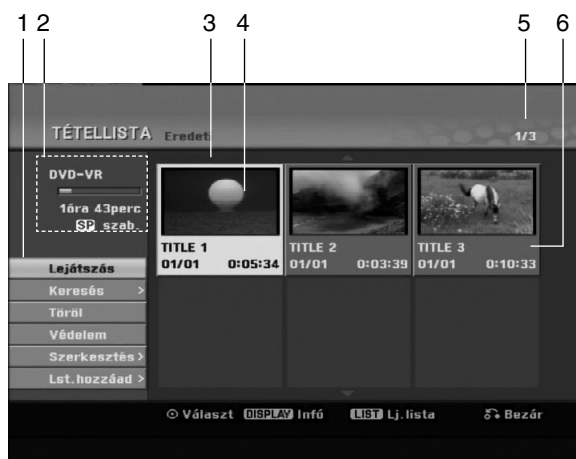 1 2 3 4 5 6
TÉTELLISTA Eredeti 1/3
DVD-VR
1óra 43perc
SP szab.
TITLE 1 TITLE 2 TITLE 3
01/01 0:05:34 01/01 0:03:39 01/01 0:10:33
Lejátszás
Keresés >
Töröl
Védelem
Szerkesztés >
Lst.hozzáad >
Választ DISPLAY Infó LIST Lj.lista Bezár